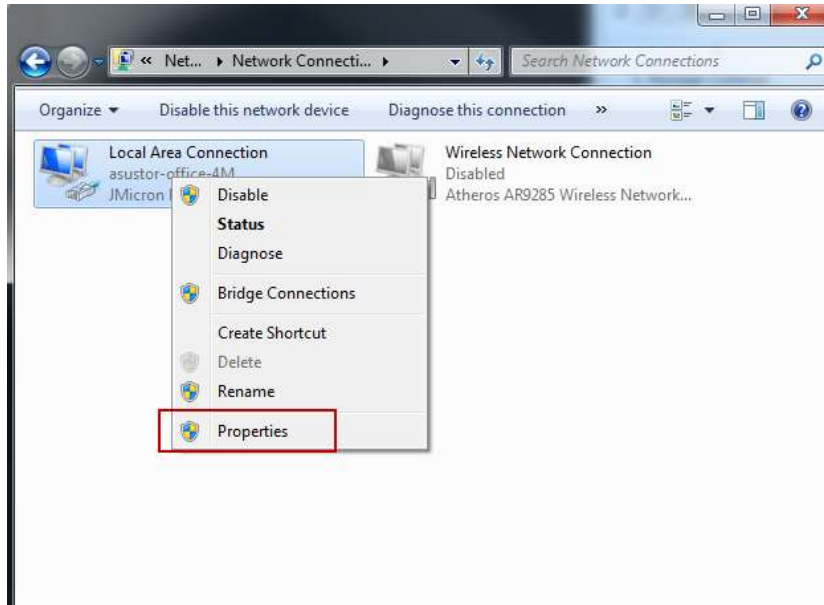 « Net... ▸ Network Connecti... ▸ Search Network Connections
Organize Disable this network device Diagnose this connection »
Local Area Connection
asustor-office-4M
JMicron
Wireless Network Connection
Disabled
Atheros AR9285 Wireless Network...
Disable
Status
Diagnose
Bridge Connections
Create Shortcut
Delete
Rename
Properties